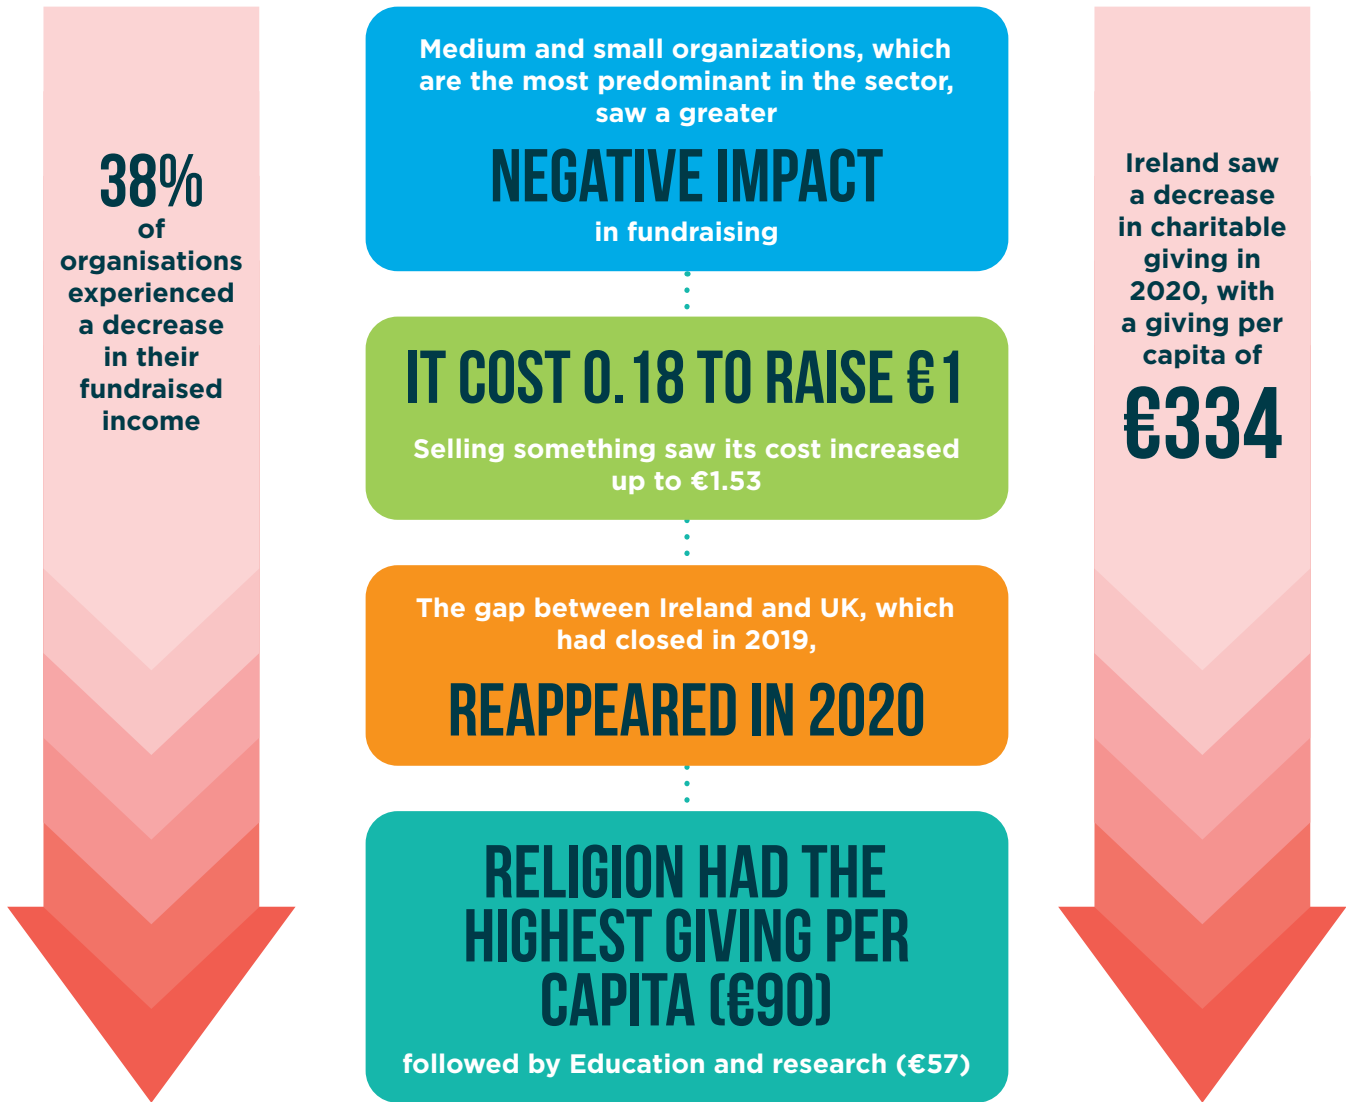 38%
of
organisations
experienced
a decrease
in their
fundraised
income
Medium and small organizations, which
are the most predominant in the sector,
saw a greater
NEGATIVE IMPACT
in fundraising
IT COST 0.18 TO RAISE €1
Selling something saw its cost increased
up to €1.53
The gap between Ireland and UK, which
had closed in 2019,
REAPPEARED IN 2020
RELIGION HAD THE
HIGHEST GIVING PER
CAPITA (€90)
followed by Education and research (€57)
Ireland saw
a decrease
in charitable
giving in
2020, with
a giving per
capita of
€334